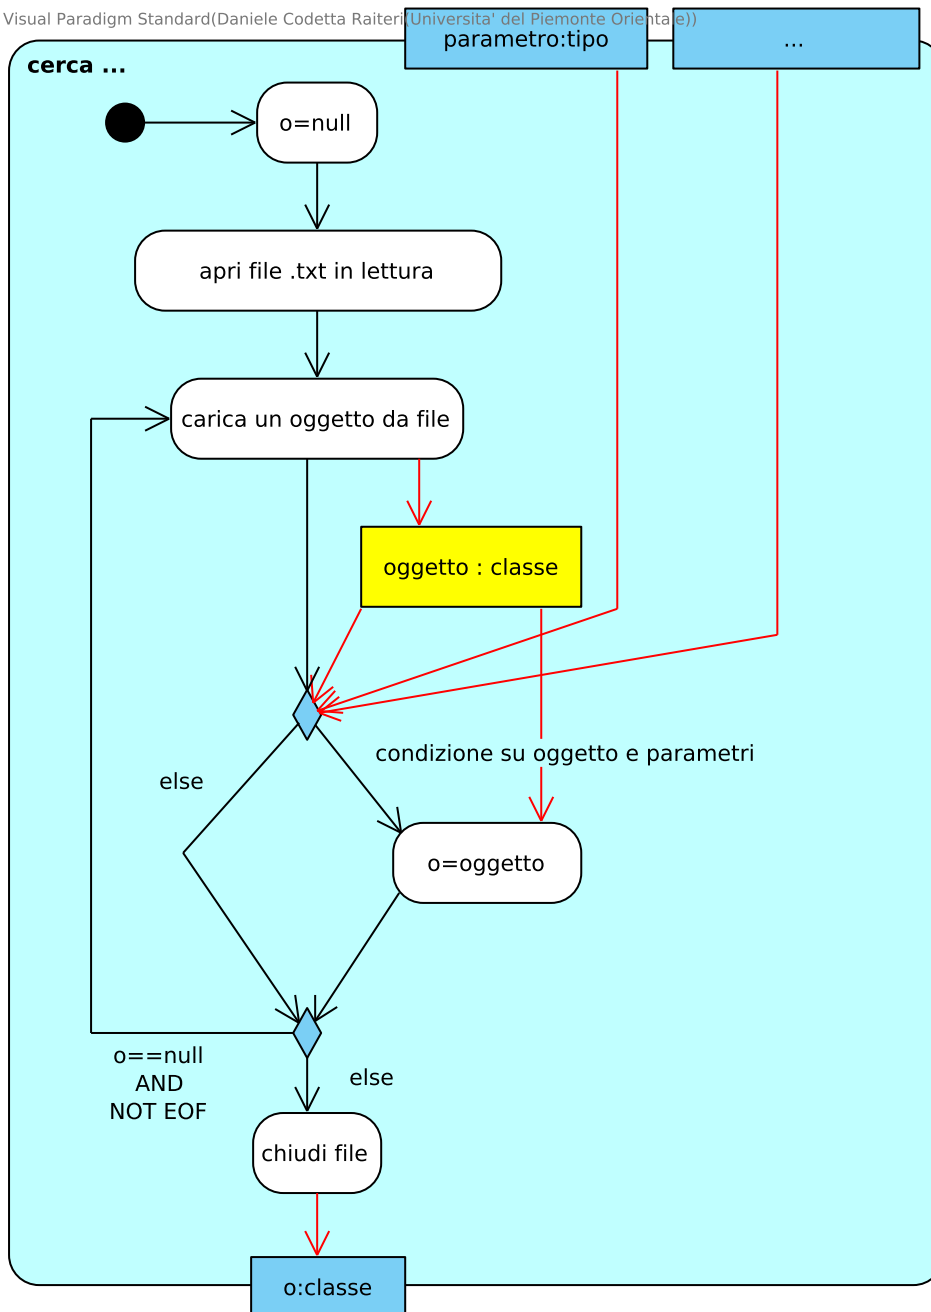 Visual Paradigm Standard(Daniele Codetta Raiteri(Universita' del Piemonte Orientale))
parametro:tipo
...
cerca ...
o=null
apri file .txt in lettura
carica un oggetto da file
oggetto : classe
condizione su oggetto e parametri
else
o=oggetto
o==null
AND
NOT EOF
else
chiudi file
o:classe